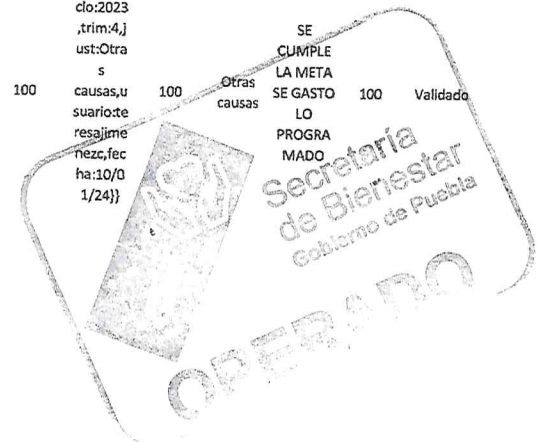 clo:2023
,trim:4,j
ust:Otra
s
causas,u
suario:te
resajime
nezc,fec
ha:10/0
1/24}}
100
100
Otras
causas
SE
CUMPLE
LA META
SE GASTO
LO
PROGRA
MADO
100
Validado
Secretaría
de Bienestar
Gobierno de Puebla
OPERADO